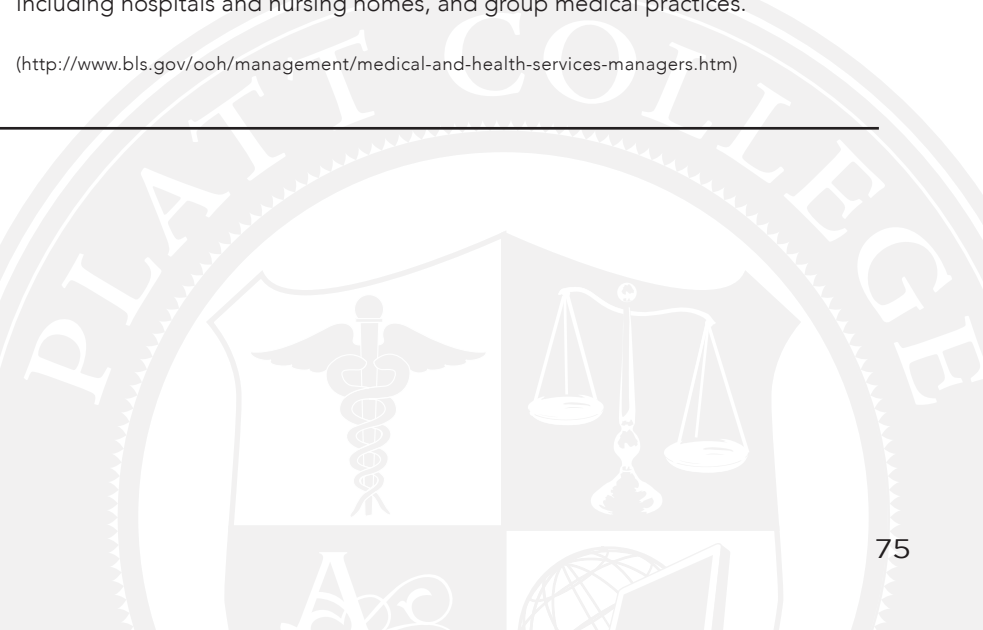 including hospitals and nursing homes, and group medical practices.
(http://www.bls.gov/ooh/management/medical-and-health-services-managers.htm)
PLATT COLLEGE
75